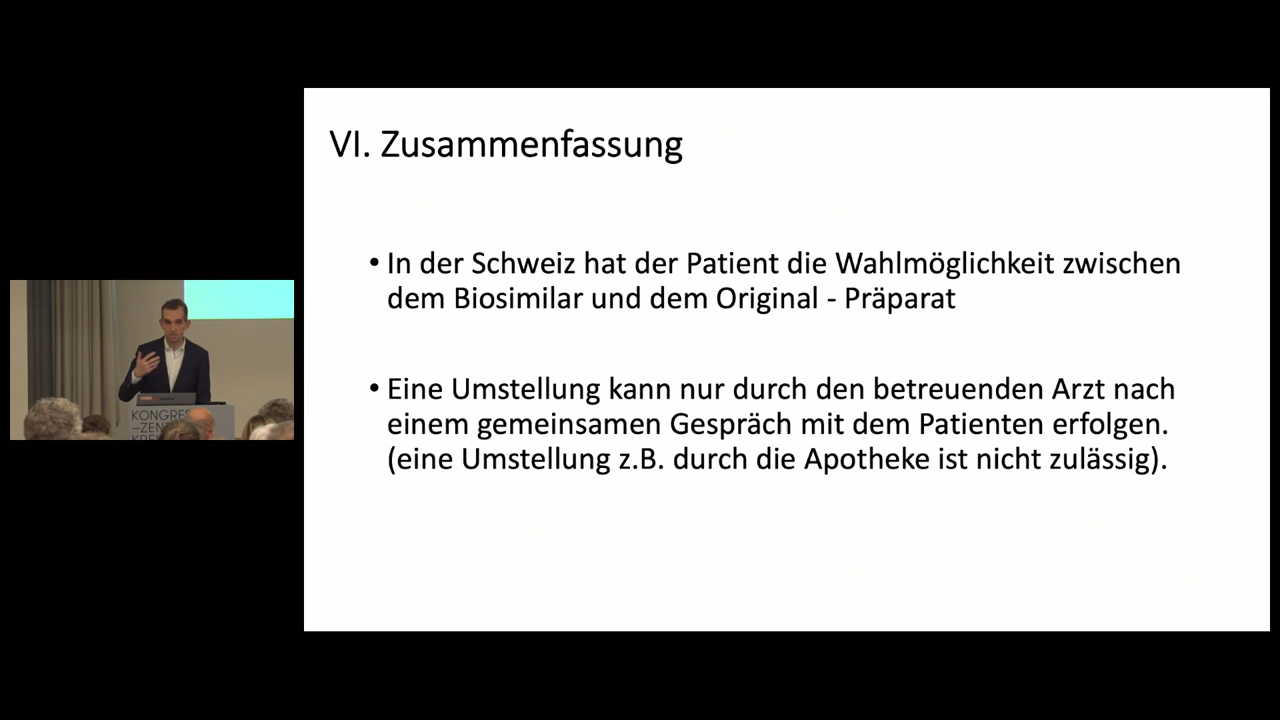 VI. Zusammenfassung
• In der Schweiz hat der Patient die Wahlmöglichkeit zwischen
dem Biosimilar und dem Original - Präparat
• Eine Umstellung kann nur durch den betreuenden Arzt nach
einem gemeinsamen Gespräch mit dem Patienten erfolgen.
(eine Umstellung z.B. durch die Apotheke ist nicht zulässig).
KONGRES